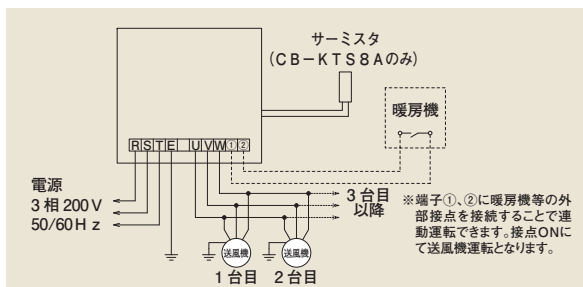 サーミスタ
(CB－KTS8Aのみ)
暖房機
RSTE UVW①②
電源
3相200V
50/60Hz
3台目
以降
※端子①、②に暖房機等の外
部接点を接続することで連
動運転できます。接点ONに
て送風機運転となります。
送風機 送風機
1台目 2台目